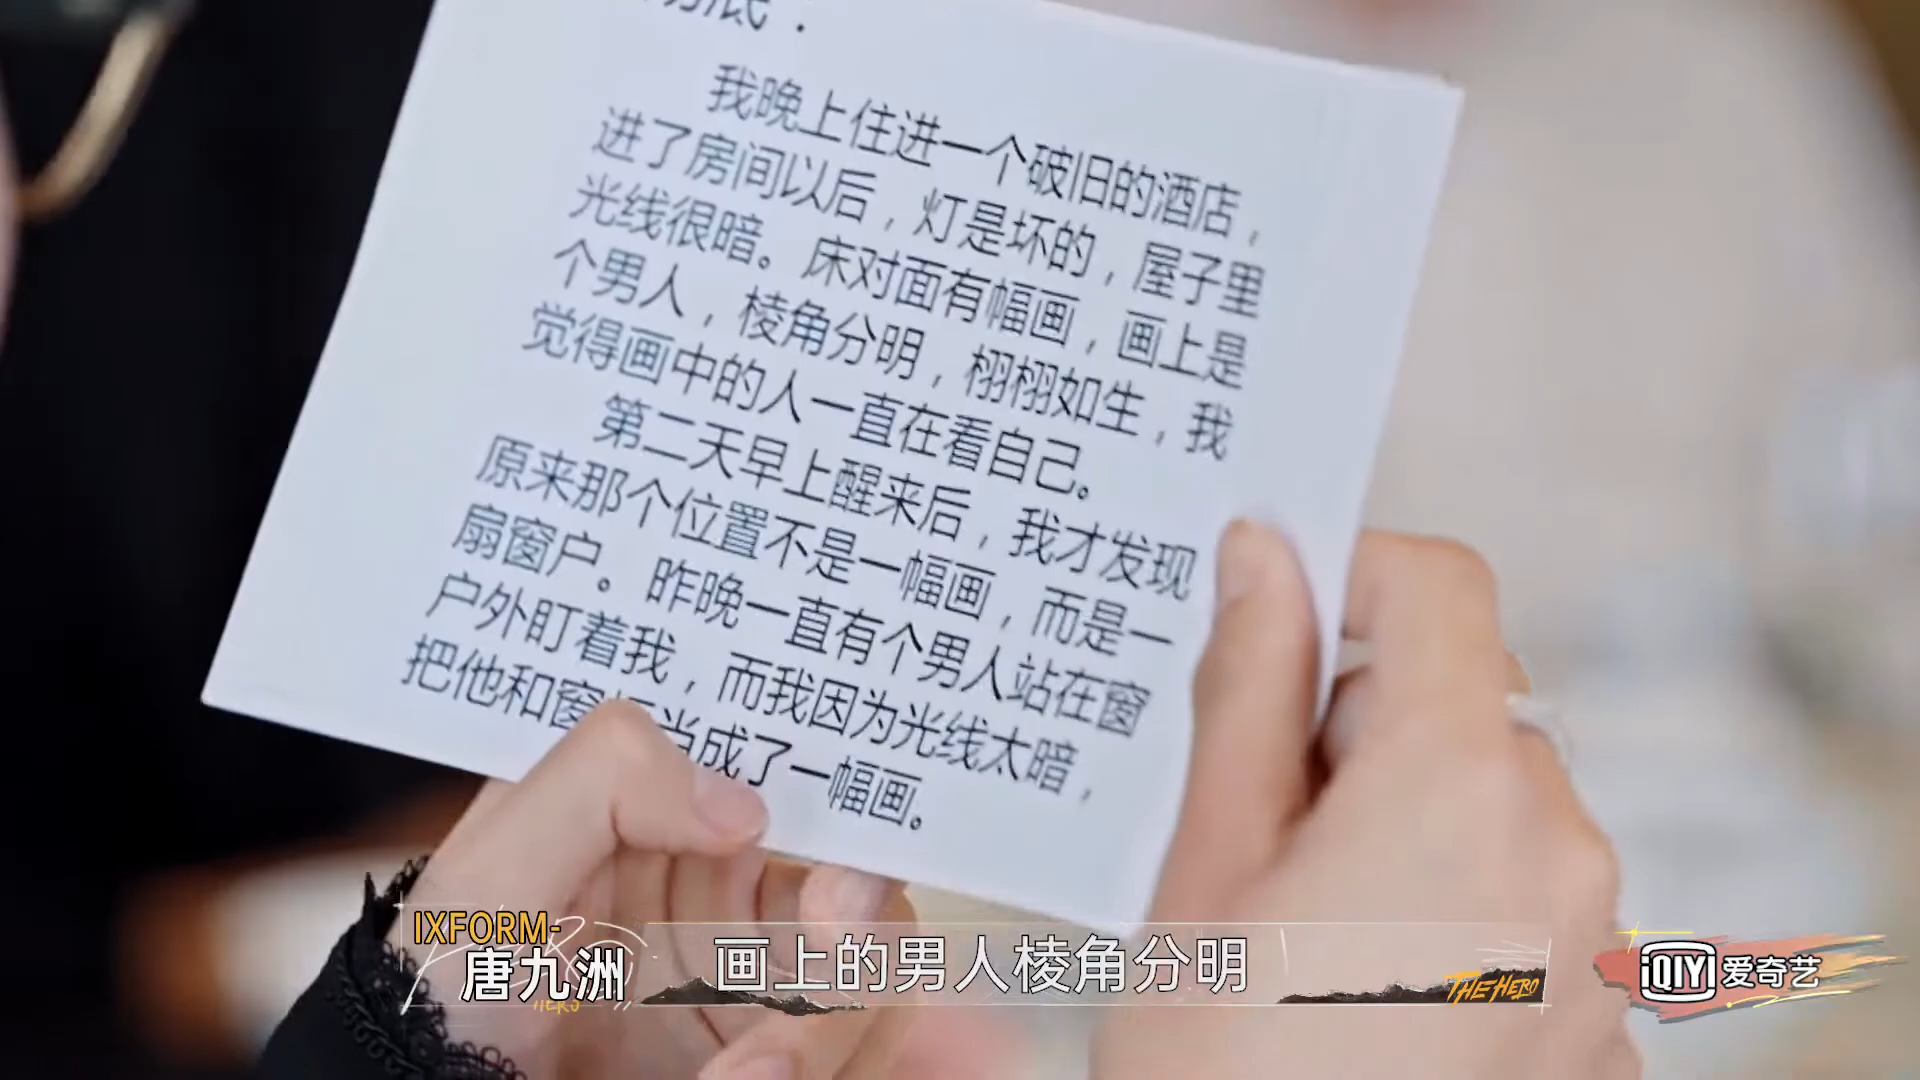 我晚上住进一个破旧的酒店，
进了房间以后，灯是坏的，屋子里
光线很暗。床对面有幅画，画上是
个男人，棱角分明，栩栩如生，我
觉得画中的人一直在看自己。
第二天早上醒来后，我才发现
原来那个位置不是一幅画，而是一
扇窗户。昨晚一直有个男人站在窗
户外盯着我，而我因为光线太暗，
把他和窗 当成了一幅画。
IXFORM-
唐九洲
画上的男人棱角分明
HERO
THE HERO
iQIYI 爱奇艺